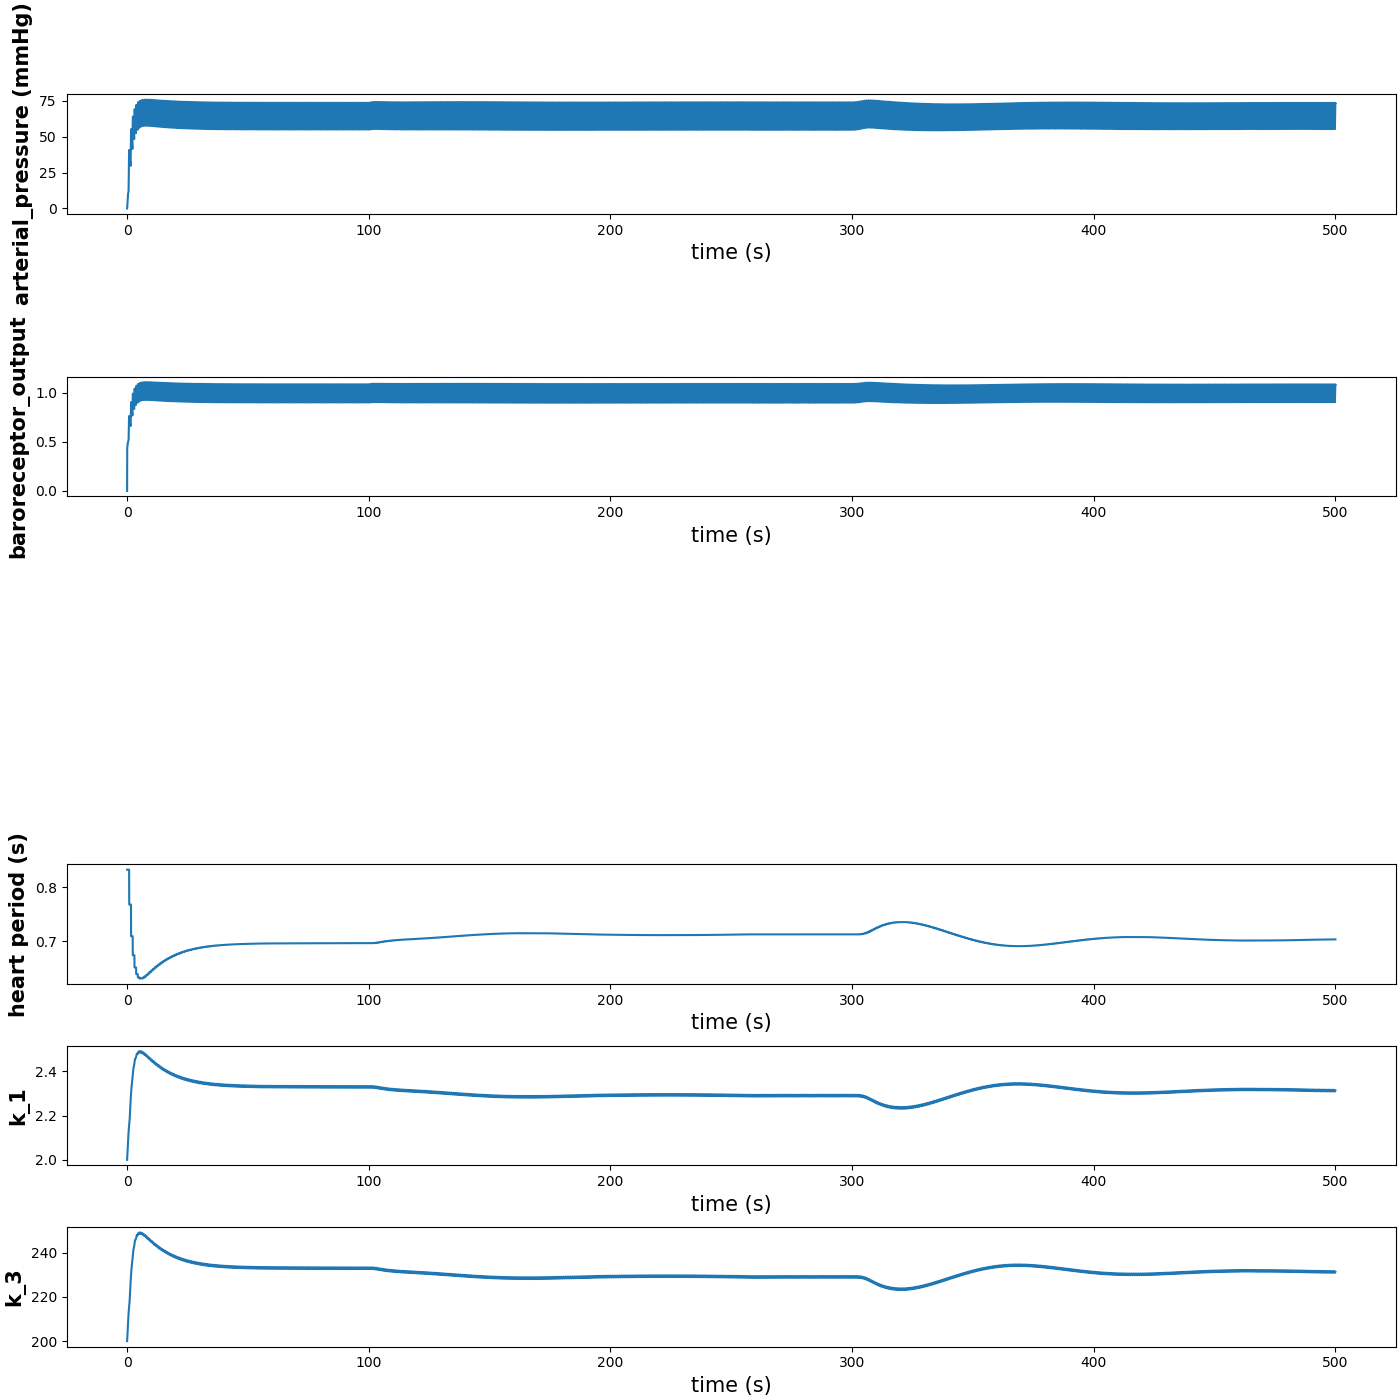 arterial_pressure (mmHg)
75
50
25
0
0 100 200 300 400 500
time (s)
baroreceptor_output
1.0
0.5
0.0
0 100 200 300 400 500
time (s)
heart period (s)
0.8
0.7
0 100 200 300 400 500
time (s)
k_1
2.4
2.2
2.0
0 100 200 300 400 500
time (s)
k_3
240
220
200
0 100 200 300 400 500
time (s)